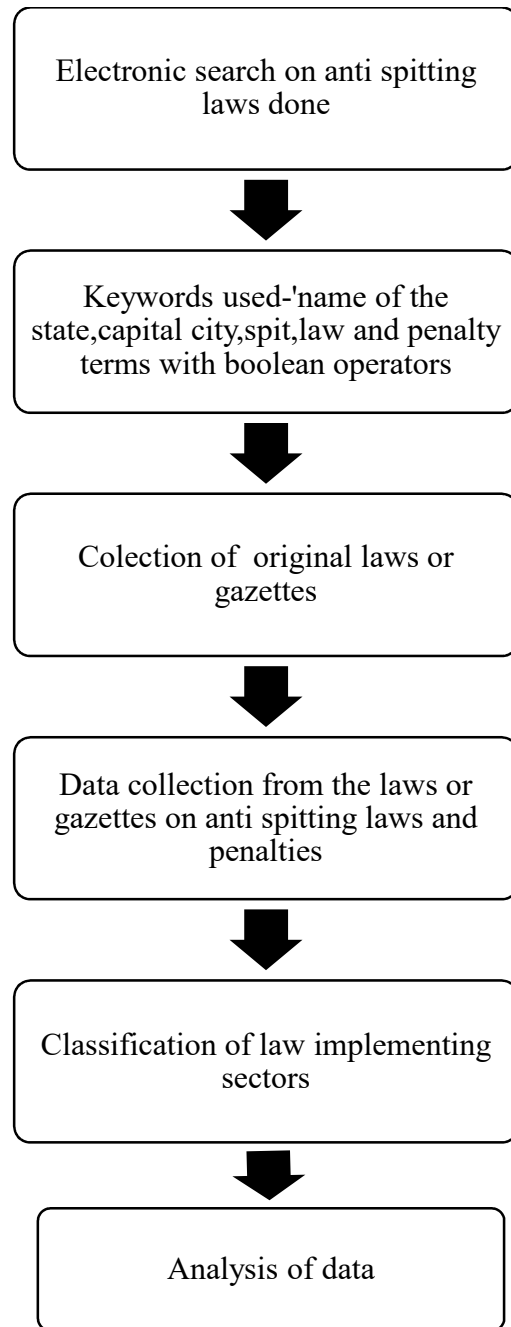 Electronic search on anti spitting
laws done
Keywords used-'name of the
state,capital city,spit,law and penalty
terms with boolean operators
Colection of  original laws or
gazettes
Data collection from the laws or
gazettes on anti spitting laws and
penalties
Classification of law implementing
sectors
Analysis of data